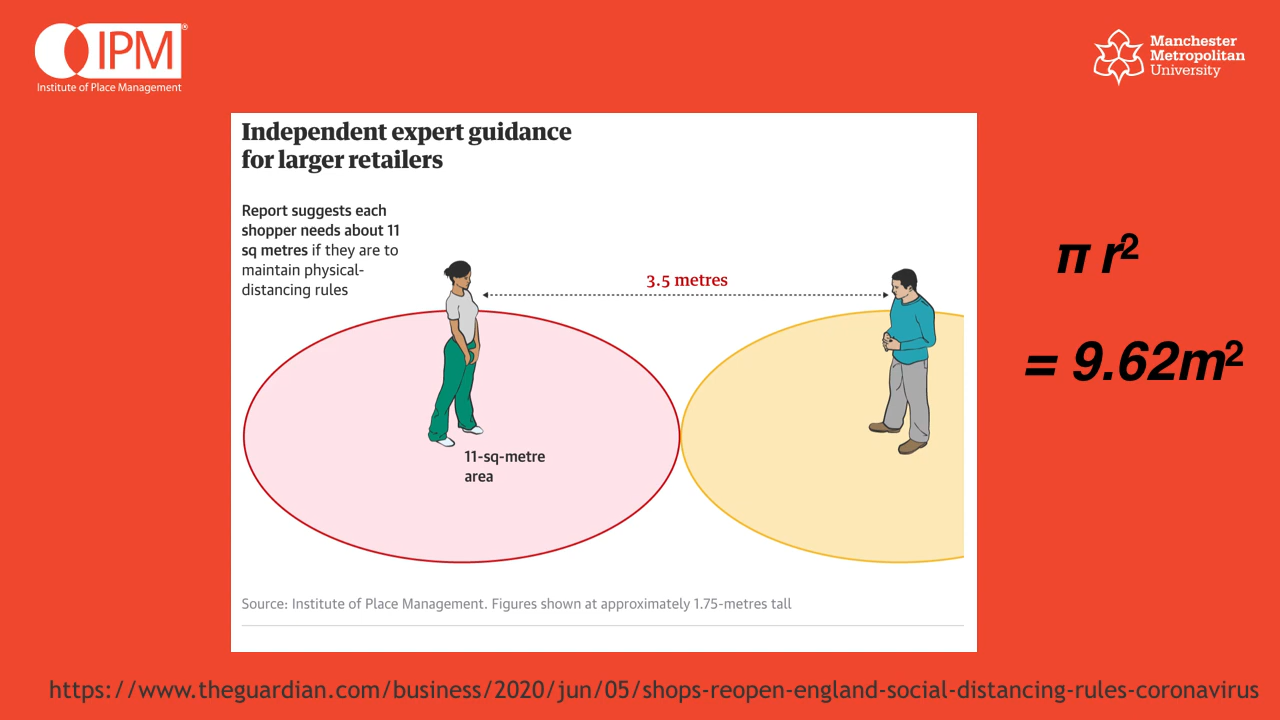 IPM®
Institute of Place Management
Manchester
Metropolitan
University
Independent expert guidance
for larger retailers
Report suggests each
shopper needs about 11
sq metres if they are to
maintain physical-
distancing rules
3.5 metres
11-sq-metre
area
π r²
= 9.62m²
Source: Institute of Place Management. Figures shown at approximately 1.75-metres tall
https://www.theguardian.com/business/2020/jun/05/shops-reopen-england-social-distancing-rules-coronavirus